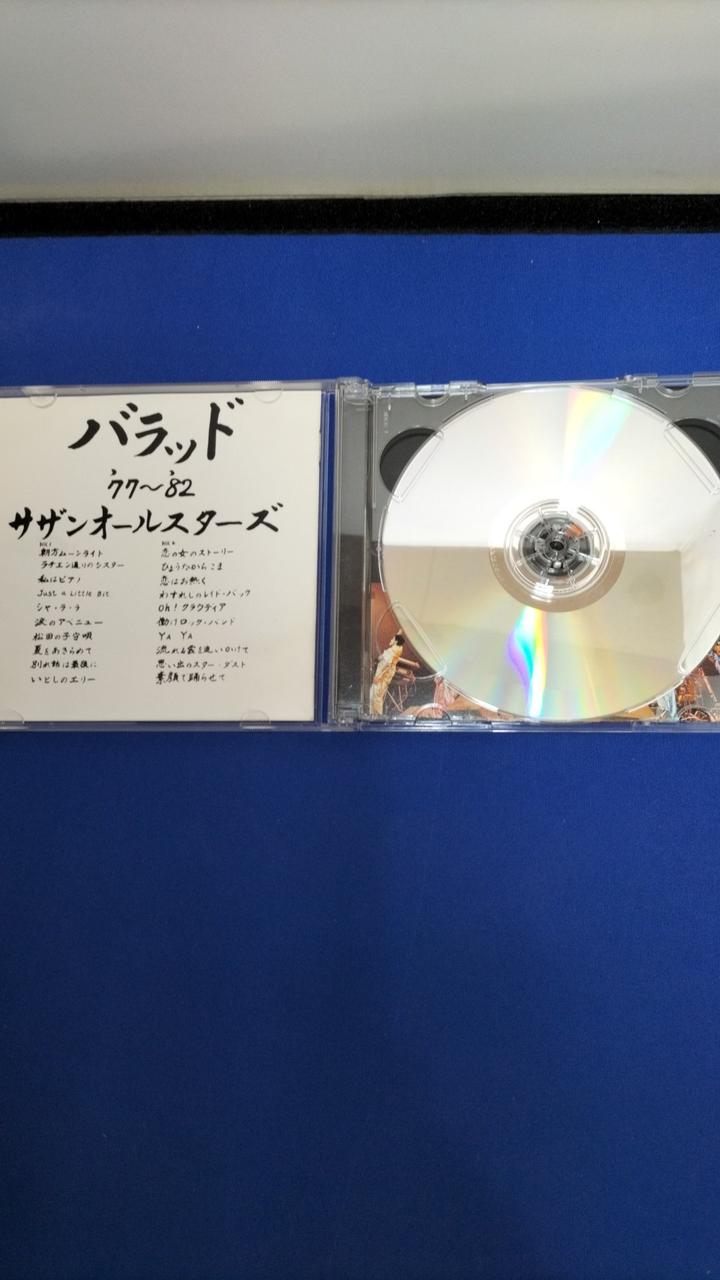 バラッド
'77〜'82
サザンオールスターズ
DISC 1
朝方ムーンライト
ラチエン通りのシスター
私はピアノ
Just a Little Bit
シャ・ラ・ラ
涙のアベニュー
松田の子守唄
夏をあきらめて
別れ話は最後に
いとしのエリー
DISC 2
恋の女のストーリー
ひょうたんからこま
恋はお熱く
わすれじのレイド・バック
Oh! クラウディア
働けロック・バンド
YA YA
流れる雲を追いかけて
思い出のスター・ダスト
素顔で踊らせて